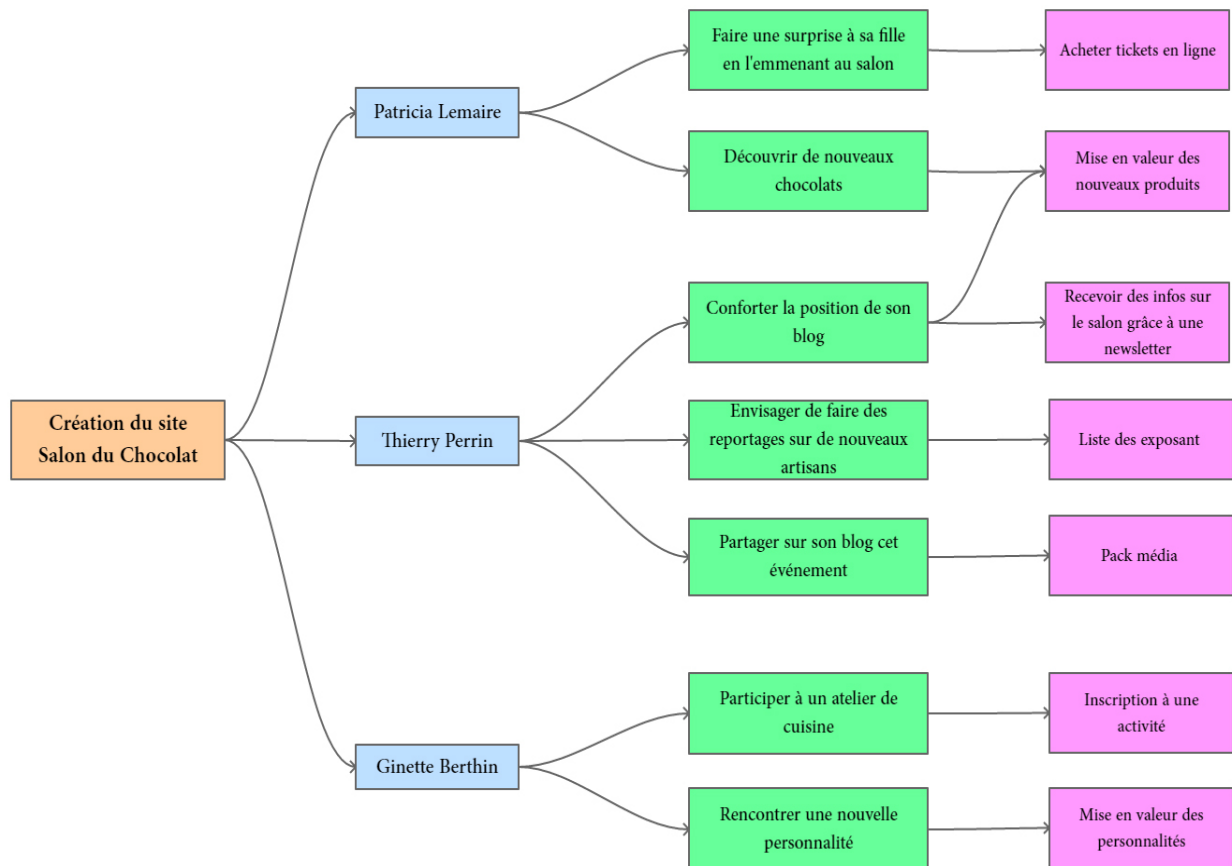 Faire une surprise à sa fille
en l'emmenant au salon
Acheter tickets en ligne
Patricia Lemaire
Découvrir de nouveaux
chocolats
Mise en valeur des
nouveaux produits
Conforter la position de son
blog
Recevoir des infos sur
le salon grâce à une
newsletter
Création du site
Salon du Chocolat
Thierry Perrin
Envisager de faire des
reportages sur de nouveaux
artisans
Liste des exposant
Partager sur son blog cet
événement
Pack média
Participer à un atelier de
cuisine
Inscription à une
activité
Ginette Berthin
Rencontrer une nouvelle
personnalité
Mise en valeur des
personnalités